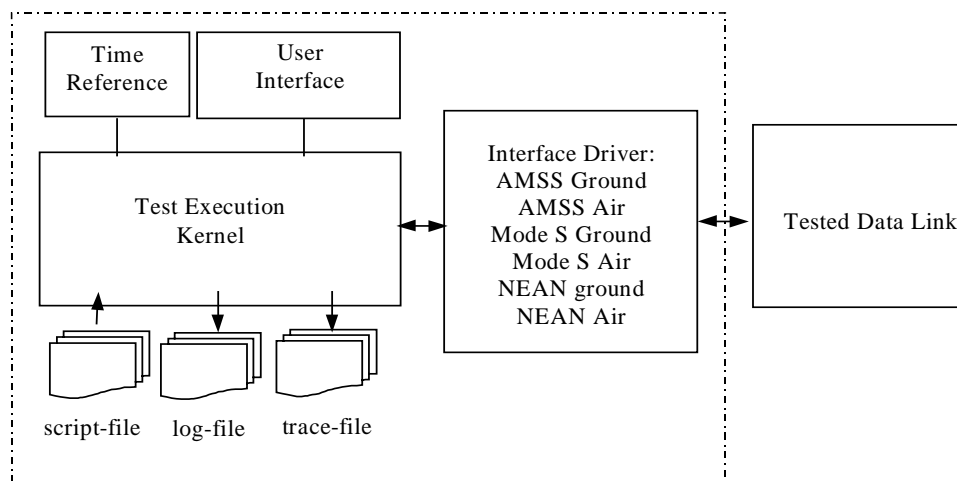 Time
Reference
User
Interface
Test Execution
Kernel
Interface Driver:
AMSS Ground
AMSS Air
Mode S Ground
Mode S Air
NEAN ground
NEAN Air
Tested Data Link
script-file
log-file
trace-file